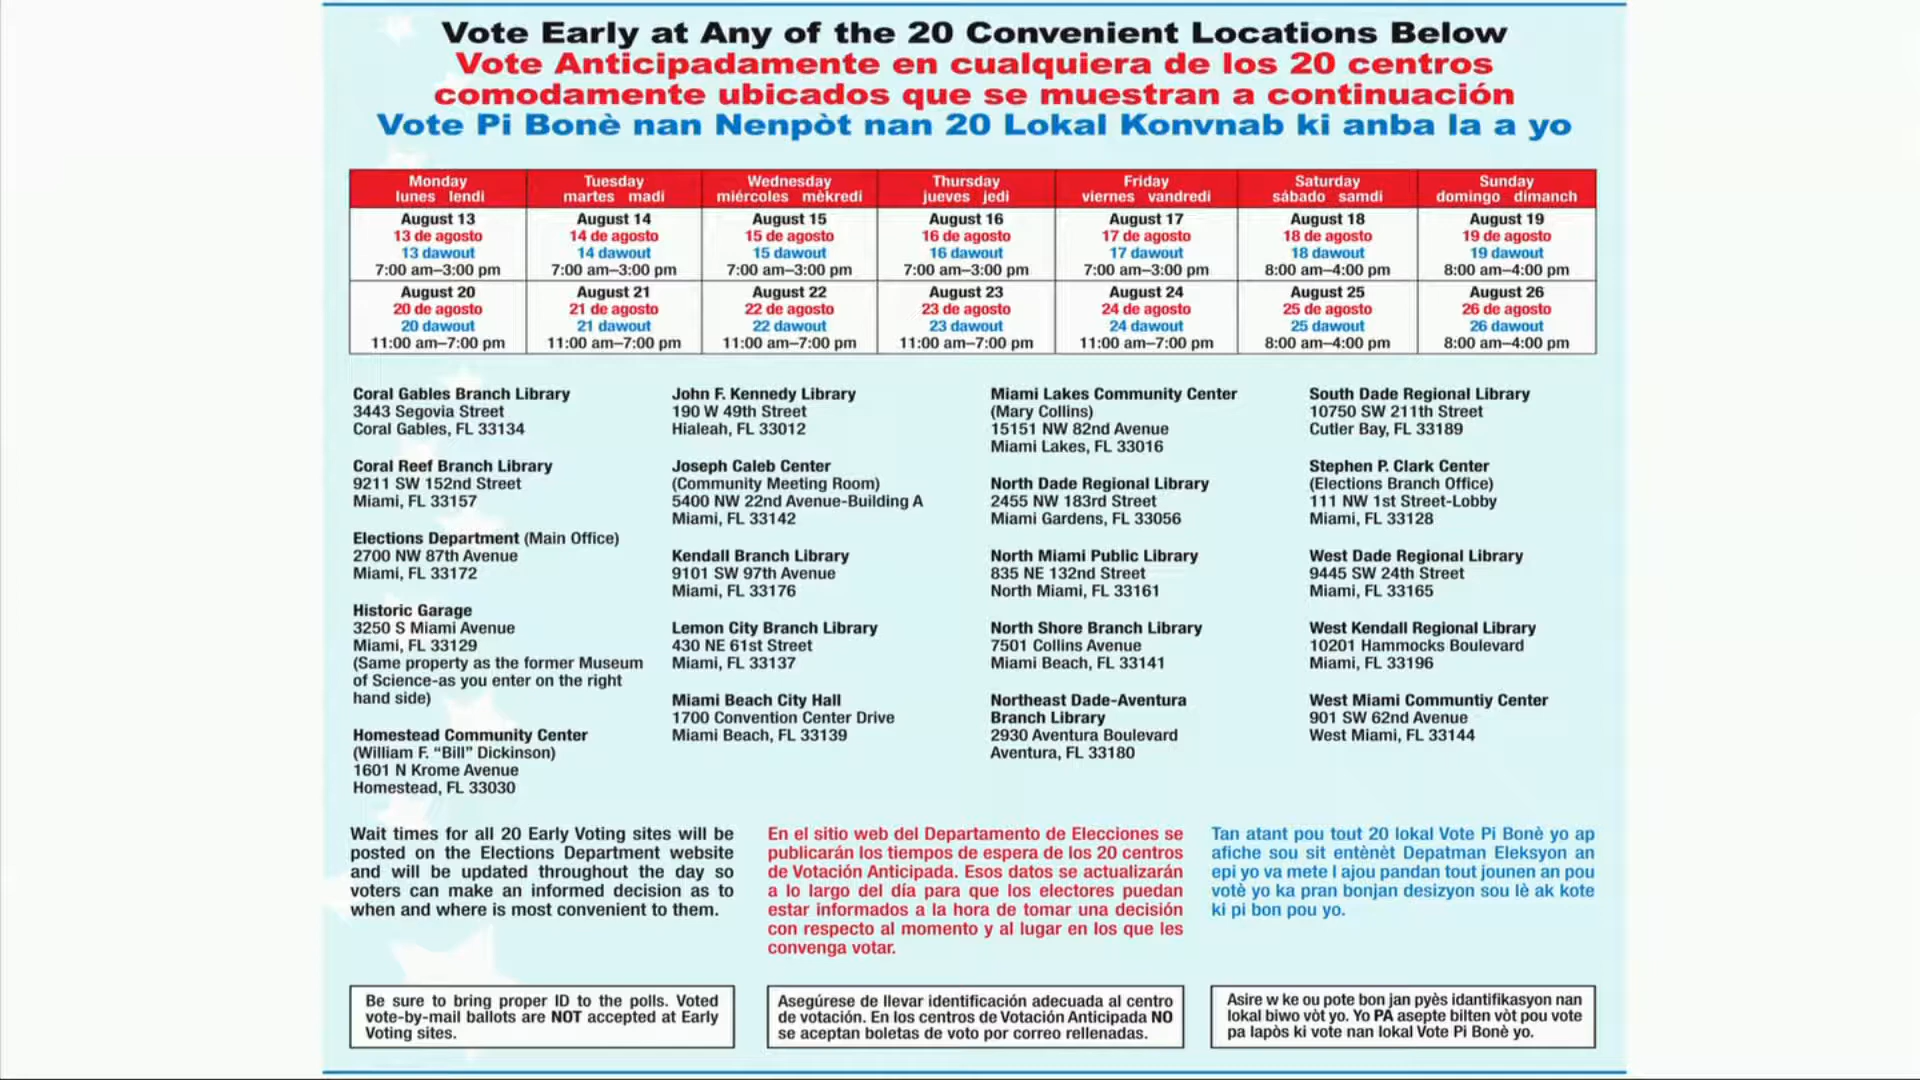 Vote Early at Any of the 20 Convenient Locations Below
Vote Anticipadamente en cualquiera de los 20 centros
comodamente ubicados que se muestran a continuación
Vote Pi Bonè nan Nenpòt nan 20 Lokal Konvnab ki anba la a yo
Monday
lunes lendi
Tuesday
martes madi
Wednesday
miércoles mèkredi
Thursday
jueves jedi
Friday
viernes vandredi
Saturday
sábado samdi
Sunday
domingo dimanch
August 13
13 de agosto
13 dawout
7:00 am–3:00 pm
August 14
14 de agosto
14 dawout
7:00 am–3:00 pm
August 15
15 de agosto
15 dawout
7:00 am–3:00 pm
August 16
16 de agosto
16 dawout
7:00 am–3:00 pm
August 17
17 de agosto
17 dawout
7:00 am–3:00 pm
August 18
18 de agosto
18 dawout
8:00 am–4:00 pm
August 19
19 de agosto
19 dawout
8:00 am–4:00 pm
August 20
20 de agosto
20 dawout
11:00 am–7:00 pm
August 21
21 de agosto
21 dawout
11:00 am–7:00 pm
August 22
22 de agosto
22 dawout
11:00 am–7:00 pm
August 23
23 de agosto
23 dawout
11:00 am–7:00 pm
August 24
24 de agosto
24 dawout
11:00 am–7:00 pm
August 25
25 de agosto
25 dawout
8:00 am–4:00 pm
August 26
26 de agosto
26 dawout
8:00 am–4:00 pm
Coral Gables Branch Library
3443 Segovia Street
Coral Gables, FL 33134
Coral Reef Branch Library
9211 SW 152nd Street
Miami, FL 33157
Elections Department (Main Office)
2700 NW 87th Avenue
Miami, FL 33172
Historic Garage
3250 S Miami Avenue
Miami, FL 33129
(Same property as the former Museum
of Science-as you enter on the right
hand side)
Homestead Community Center
(William F. “Bill” Dickinson)
1601 N Krome Avenue
Homestead, FL 33030
John F. Kennedy Library
190 W 49th Street
Hialeah, FL 33012
Joseph Caleb Center
(Community Meeting Room)
5400 NW 22nd Avenue-Building A
Miami, FL 33142
Kendall Branch Library
9101 SW 97th Avenue
Miami, FL 33176
Lemon City Branch Library
430 NE 61st Street
Miami, FL 33137
Miami Beach City Hall
1700 Convention Center Drive
Miami Beach, FL 33139
Miami Lakes Community Center
(Mary Collins)
15151 NW 82nd Avenue
Miami Lakes, FL 33016
North Dade Regional Library
2455 NW 183rd Street
Miami Gardens, FL 33056
North Miami Public Library
835 NE 132nd Street
North Miami, FL 33161
North Shore Branch Library
7501 Collins Avenue
Miami Beach, FL 33141
Northeast Dade-Aventura
Branch Library
2930 Aventura Boulevard
Aventura, FL 33180
South Dade Regional Library
10750 SW 211th Street
Cutler Bay, FL 33189
Stephen P. Clark Center
(Elections Branch Office)
111 NW 1st Street-Lobby
Miami, FL 33128
West Dade Regional Library
9445 SW 24th Street
Miami, FL 33165
West Kendall Regional Library
10201 Hammocks Boulevard
Miami, FL 33196
West Miami Communtiy Center
901 SW 62nd Avenue
West Miami, FL 33144
Wait times for all 20 Early Voting sites will be
posted on the Elections Department website
and will be updated throughout the day so
voters can make an informed decision as to
when and where is most convenient to them.
En el sitio web del Departamento de Elecciones se
publicarán los tiempos de espera de los 20 centros
de Votación Anticipada. Esos datos se actualizarán
a lo largo del día para que los electores puedan
estar informados a la hora de tomar una decisión
con respecto al momento y al lugar en los que les
convenga votar.
Tan atant pou tout 20 lokal Vote Pi Bonè yo ap
afiche sou sit entènèt Depatman Eleksyon an
epi yo va mete l ajou pandan tout jounen an pou
votè yo ka pran bonjan desizyon sou lè ak kote
ki pi bon pou yo.
Be sure to bring proper ID to the polls. Voted
vote-by-mail ballots are NOT accepted at Early
Voting sites.
Asegúrese de llevar identificación adecuada al centro
de votación. En los centros de Votación Anticipada NO
se aceptan boletas de voto por correo rellenadas.
Asire w ke ou pote bon jan pyès idantifikasyon nan
lokal biwo vòt yo. Yo PA asepte bilten vòt pou vote
pa lapòs ki vote nan lokal Vote Pi Bonè yo.